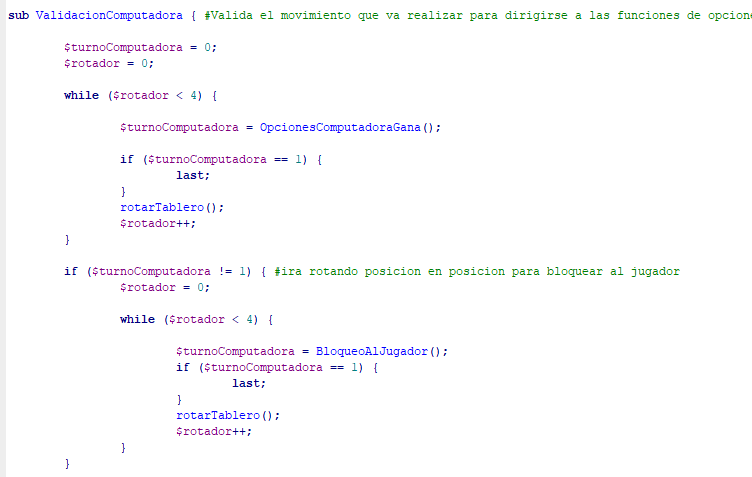 sub ValidacionComputadora { #Valida el movimiento que va realizar para dirigirse a las funciones de
$turnoComputadora = 0;
$rotador = 0;
while ($rotador < 4) {
$turnoComputadora = OpcionesComputadoraGana();
if ($turnoComputadora == 1) {
last;
}
rotarTablero();
$rotador++;
}
if ($turnoComputadora != 1) { #ira rotando posicion en posicion para bloquear al jugador
$rotador = 0;
while ($rotador < 4) {
$turnoComputadora = BloqueoAlJugador();
if ($turnoComputadora == 1) {
last;
}
rotarTablero();
$rotador++;
}
}